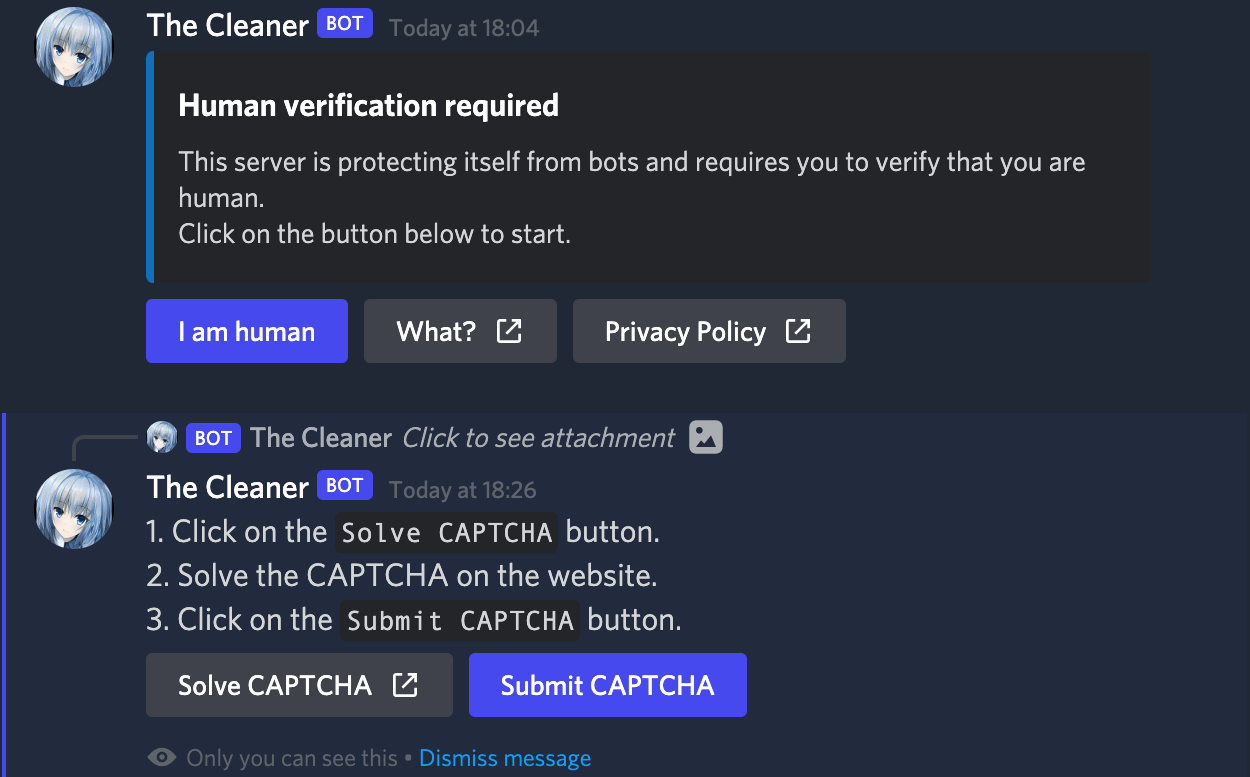 The Cleaner BOT Today at 18:04
Human verification required
This server is protecting itself from bots and requires you to verify that you are
human.
Click on the button below to start.
I am human What? Privacy Policy
BOT The Cleaner Click to see attachment
The Cleaner BOT Today at 18:26
1. Click on the Solve CAPTCHA button.
2. Solve the CAPTCHA on the website.
3. Click on the Submit CAPTCHA button.
Solve CAPTCHA Submit CAPTCHA
Only you can see this • Dismiss message